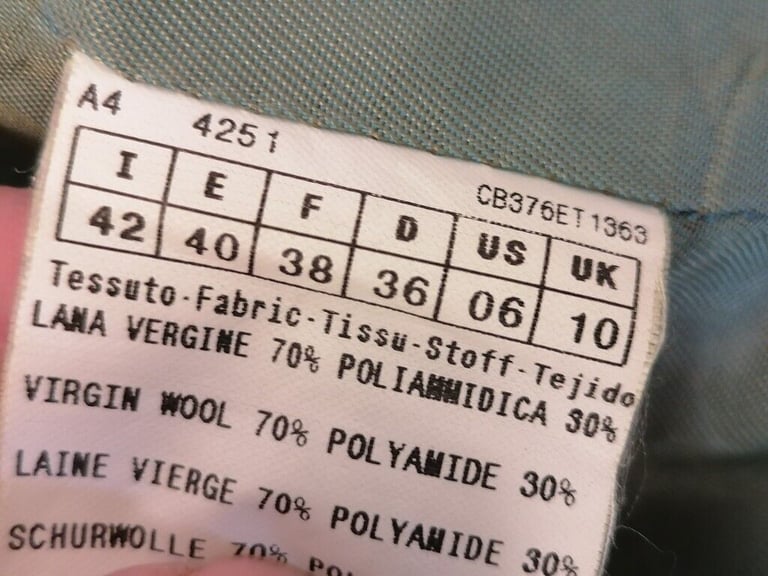 A4 4251
CB376ET1363
I E F D US UK
42 40 38 36 06 10
Tessuto-Fabric-Tissu-Stoff-Tejido
LANA VERGINE 70% POLIAMMIDICA 30%
VIRGIN WOOL 70% POLYAMIDE 30%
LAINE VIERGE 70% POLYAMIDE 30%
SCHURWOLLE 70%